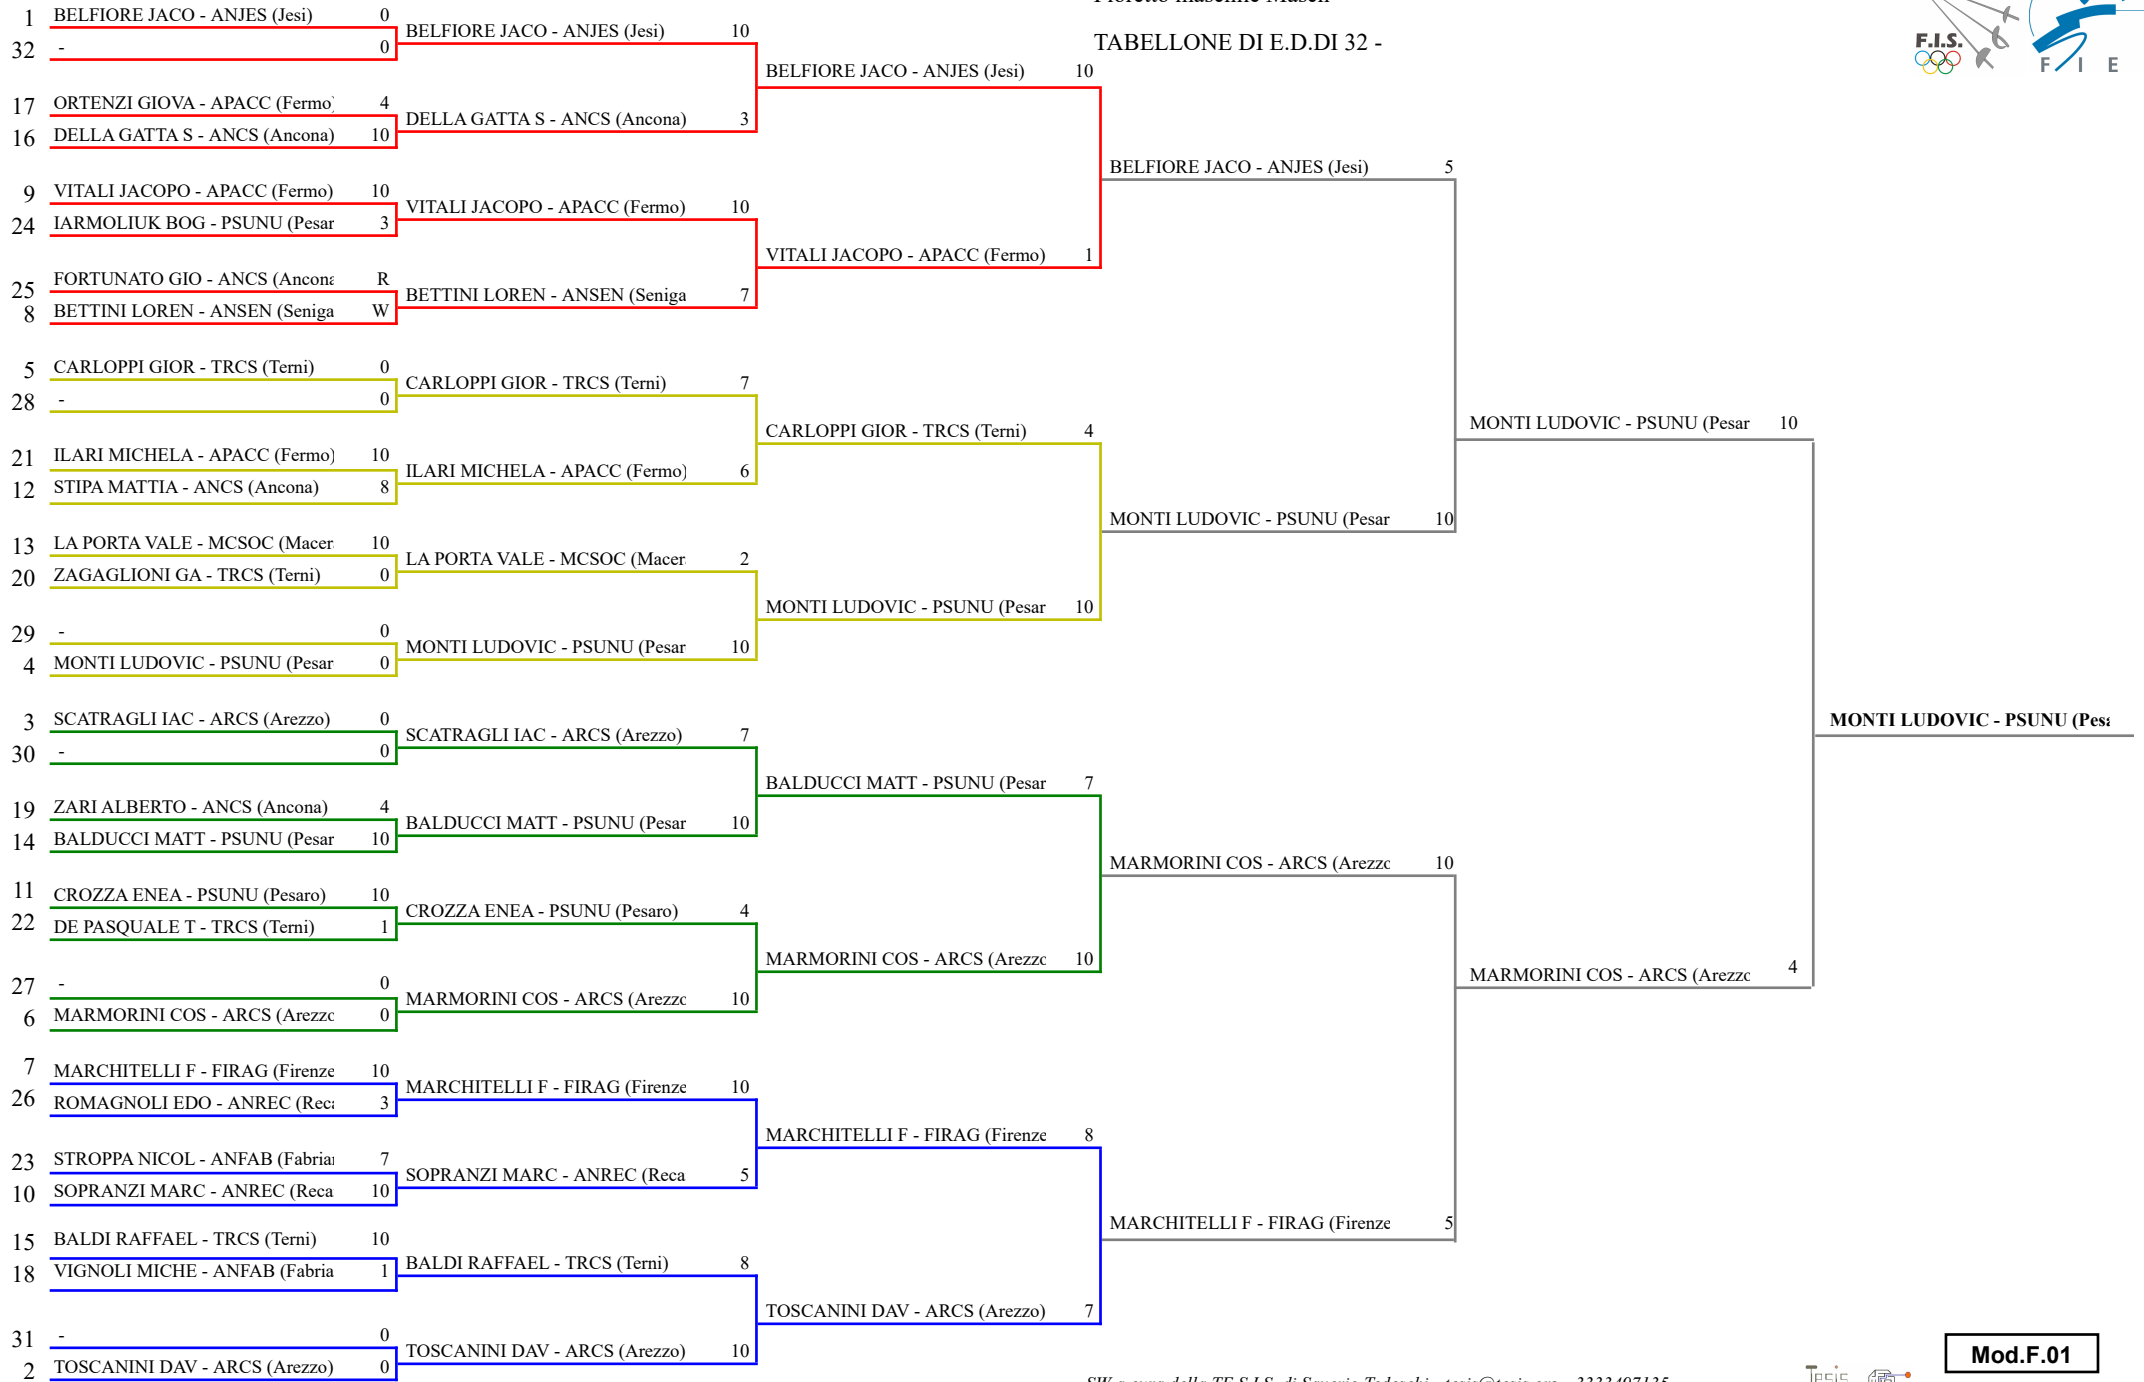 TABELLONE DI E.D.DI 32 -
F.I.S.
F I E
1 BELFIORE JACO - ANJES (Jesi) 0
32 - 0
17 ORTENZI GIOVA - APACC (Fermo) 4
16 DELLA GATTA S - ANCS (Ancona) 10
9 VITALI JACOPO - APACC (Fermo) 10
24 IARMOLIUK BOG - PSUNU (Pesar 3
25 FORTUNATO GIO - ANCS (Ancona R
8 BETTINI LOREN - ANSEN (Seniga W
5 CARLOPPI GIOR - TRCS (Terni) 0
28 - 0
21 ILARI MICHELA - APACC (Fermo) 10
12 STIPA MATTIA - ANCS (Ancona) 8
13 LA PORTA VALE - MCSOC (Macer 10
20 ZAGAGLIONI GA - TRCS (Terni) 0
29 - 0
4 MONTI LUDOVIC - PSUNU (Pesar 0
3 SCATRAGLI IAC - ARCS (Arezzo) 0
30 - 0
19 ZARI ALBERTO - ANCS (Ancona) 4
14 BALDUCCI MATT - PSUNU (Pesar 10
11 CROZZA ENEA - PSUNU (Pesaro) 10
22 DE PASQUALE T - TRCS (Terni) 1
27 - 0
6 MARMORINI COS - ARCS (Arezzo 0
7 MARCHITELLI F - FIRAG (Firenze 10
26 ROMAGNOLI EDO - ANREC (Reca 3
23 STROPPA NICOL - ANFAB (Fabrian 7
10 SOPRANZI MARC - ANREC (Reca 10
15 BALDI RAFFAEL - TRCS (Terni) 10
18 VIGNOLI MICHE - ANFAB (Fabria 1
31 - 0
2 TOSCANINI DAV - ARCS (Arezzo) 0
BELFIORE JACO - ANJES (Jesi) 10
DELLA GATTA S - ANCS (Ancona) 3
VITALI JACOPO - APACC (Fermo) 10
BETTINI LOREN - ANSEN (Seniga 7
CARLOPPI GIOR - TRCS (Terni) 7
ILARI MICHELA - APACC (Fermo) 6
LA PORTA VALE - MCSOC (Macer 2
MONTI LUDOVIC - PSUNU (Pesar 10
SCATRAGLI IAC - ARCS (Arezzo) 7
BALDUCCI MATT - PSUNU (Pesar 10
CROZZA ENEA - PSUNU (Pesaro) 4
MARMORINI COS - ARCS (Arezzo 10
MARCHITELLI F - FIRAG (Firenze 10
SOPRANZI MARC - ANREC (Reca 5
BALDI RAFFAEL - TRCS (Terni) 8
TOSCANINI DAV - ARCS (Arezzo) 10
BELFIORE JACO - ANJES (Jesi) 10
VITALI JACOPO - APACC (Fermo) 1
CARLOPPI GIOR - TRCS (Terni) 4
MONTI LUDOVIC - PSUNU (Pesar 10
BALDUCCI MATT - PSUNU (Pesar 7
MARMORINI COS - ARCS (Arezzo 10
MARCHITELLI F - FIRAG (Firenze 8
TOSCANINI DAV - ARCS (Arezzo) 7
BELFIORE JACO - ANJES (Jesi) 5
MONTI LUDOVIC - PSUNU (Pesar 10
MARMORINI COS - ARCS (Arezzo 10
MARCHITELLI F - FIRAG (Firenze 5
MONTI LUDOVIC - PSUNU (Pesar 10
MARMORINI COS - ARCS (Arezzo 4
MONTI LUDOVIC - PSUNU (Pesa
Mod.F.01